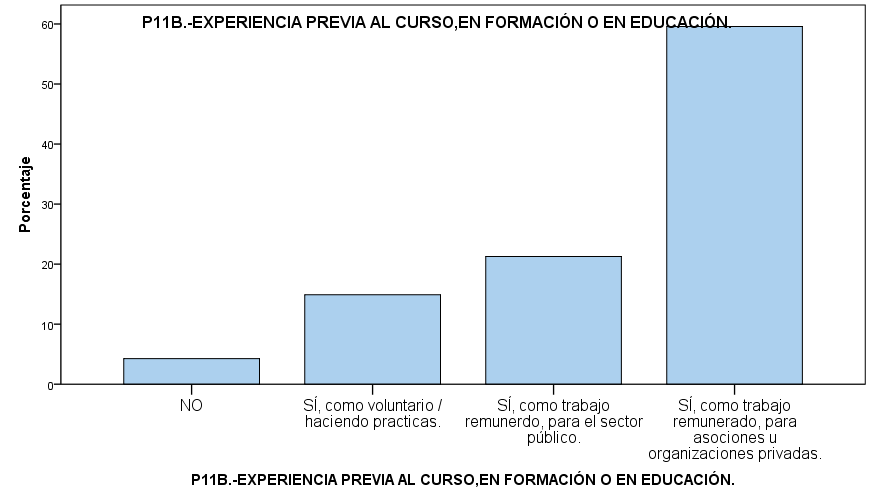 P11B.-EXPERIENCIA PREVIA AL CURSO,EN FORMACIÓN O EN EDUCACIÓN.
60
50
40
30
20
10
0
Porcentaje
NO
SÍ, como voluntario /
haciendo practicas.
SÍ, como trabajo
remunerdo, para el sector
público.
SÍ, como trabajo
remunerado, para
asociones u
organizaciones privadas.
P11B.-EXPERIENCIA PREVIA AL CURSO,EN FORMACIÓN O EN EDUCACIÓN.